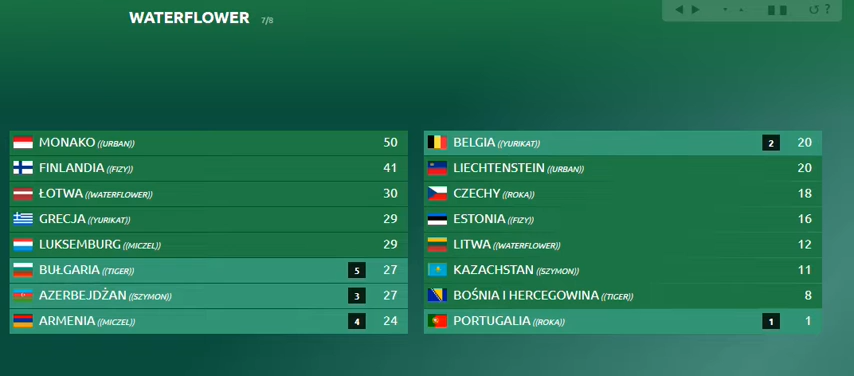 WATERFLOWER 7/8
?
MONAKO ((URBAN)) 50
FINLANDIA ((FIZY)) 41
ŁOTWA ((WATERFLOWER)) 30
GRECJA ((YURIKAT)) 29
LUKSEMBURG ((MICZEL)) 29
BUŁGARIA ((TIGER)) 5 27
AZERBEJDŻAN ((SZYMON)) 3 27
ARMENIA ((MICZEL)) 4 24
BELGIA ((YURIKAT)) 2 20
LIECHTENSTEIN ((URBAN)) 20
CZECHY ((ROKA)) 18
ESTONIA ((FIZY)) 16
LITWA ((WATERFLOWER)) 12
KAZACHSTAN ((SZYMON)) 11
BOŚNIA I HERCEGOWINA ((TIGER)) 8
PORTUGALIA ((ROKA)) 1 1